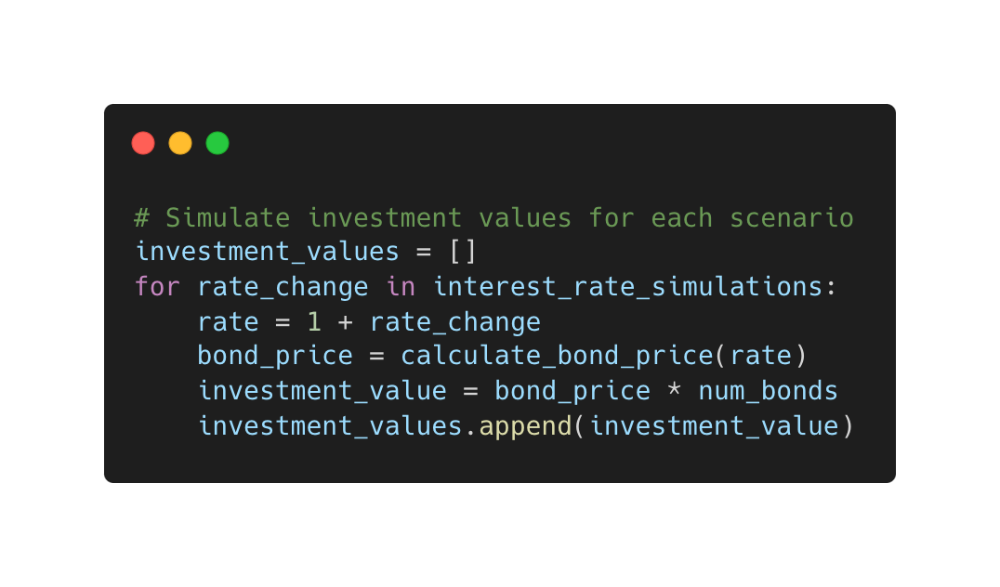 # Simulate investment values for each scenario
investment_values = []
for rate_change in interest_rate_simulations:
    rate = 1 + rate_change
    bond_price = calculate_bond_price(rate)
    investment_value = bond_price * num_bonds
    investment_values.append(investment_value)